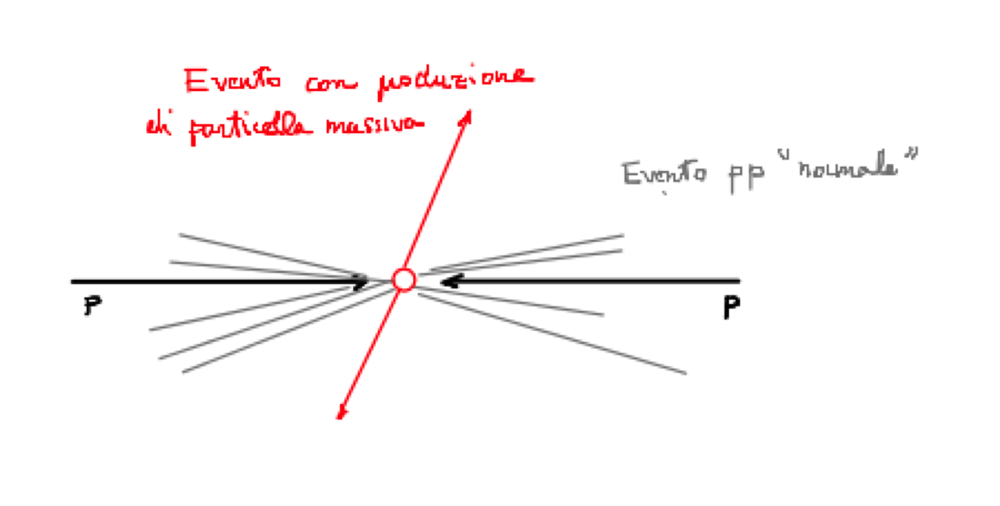 Evento con produzione
di particella massiva
Evento pp "normale"
P
P